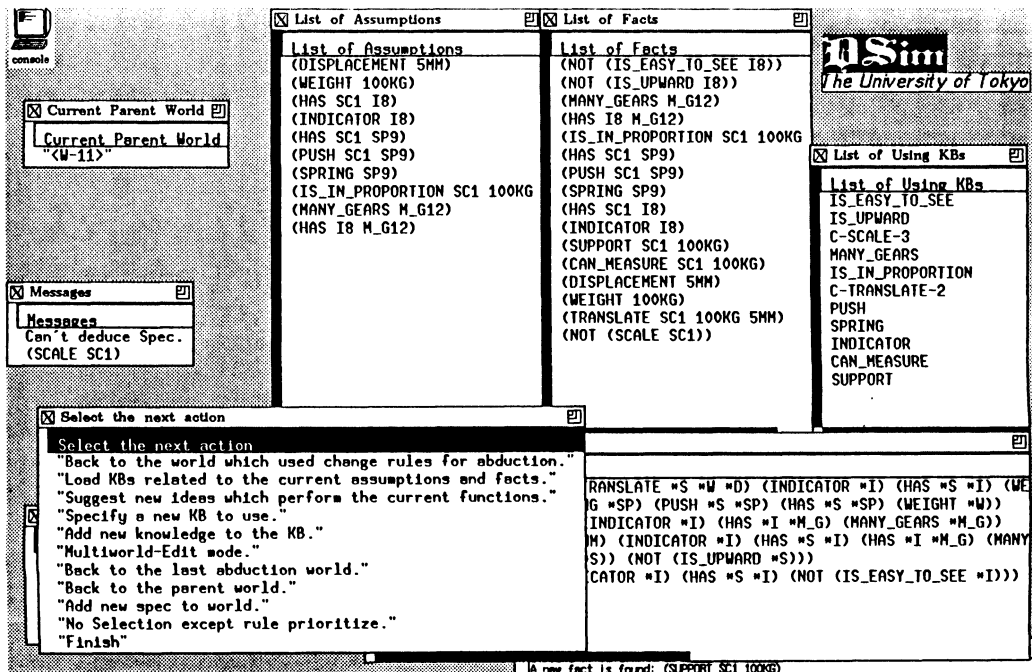 console
Current Parent World
Current Parent World
"<W-11>"
Messages
Messages
Can't deduce Spec.
(SCALE SC1)
List of Assumptions
List of Assumptions
(DISPLACEMENT 5MM)
(WEIGHT 100KG)
(HAS SC1 I8)
(INDICATOR I8)
(HAS SC1 SP9)
(PUSH SC1 SP9)
(SPRING SP9)
(IS_IN_PROPORTION SC1 100KG
(MANY_GEARS M_G12)
(HAS I8 M_G12)
List of Facts
List of Facts
(NOT (IS_EASY_TO_SEE I8))
(NOT (IS_UPWARD I8))
(MANY_GEARS M_G12)
(HAS I8 M_G12)
(IS_IN_PROPORTION SC1 100KG
(HAS SC1 SP9)
(PUSH SC1 SP9)
(SPRING SP9)
(HAS SC1 I8)
(INDICATOR I8)
(SUPPORT SC1 100KG)
(CAN_MEASURE SC1 100KG)
(DISPLACEMENT 5MM)
(WEIGHT 100KG)
(TRANSLATE SC1 100KG 5MM)
(NOT (SCALE SC1))
DSim
The University of Tokyo
List of Using KBs
List of Using KBs
IS_EASY_TO_SEE
IS_UPWARD
C-SCALE-3
MANY_GEARS
IS_IN_PROPORTION
C-TRANSLATE-2
PUSH
SPRING
INDICATOR
CAN_MEASURE
SUPPORT
Select the next action
Select the next action
"Back to the world which used change rules for abduction."
"Load KBs related to the current assumptions and facts."
"Suggest new ideas which perform the current functions."
"Specify a new KB to use."
"Add new knowledge to the KB."
"Multiworld-Edit mode."
"Back to the last abduction world."
"Back to the parent world."
"Add new spec to world."
"No Selection except rule prioritize."
"Finish"
RANSLATE *S *W *D) (INDICATOR *I) (HAS *S *I) (WE
G *SP) (PUSH *S *SP) (HAS *S *SP) (WEIGHT *W))
INDICATOR *I) (HAS *I *M_G) (MANY_GEARS *M_G))
M) (INDICATOR *I) (HAS *S *I) (HAS *I *M_G) (MANY
S)) (NOT (IS_UPWARD *S)))
CATOR *I) (HAS *S *I) (NOT (IS_EASY_TO_SEE *I)))
A new fact is found: (SUPPORT SC1 100KG)